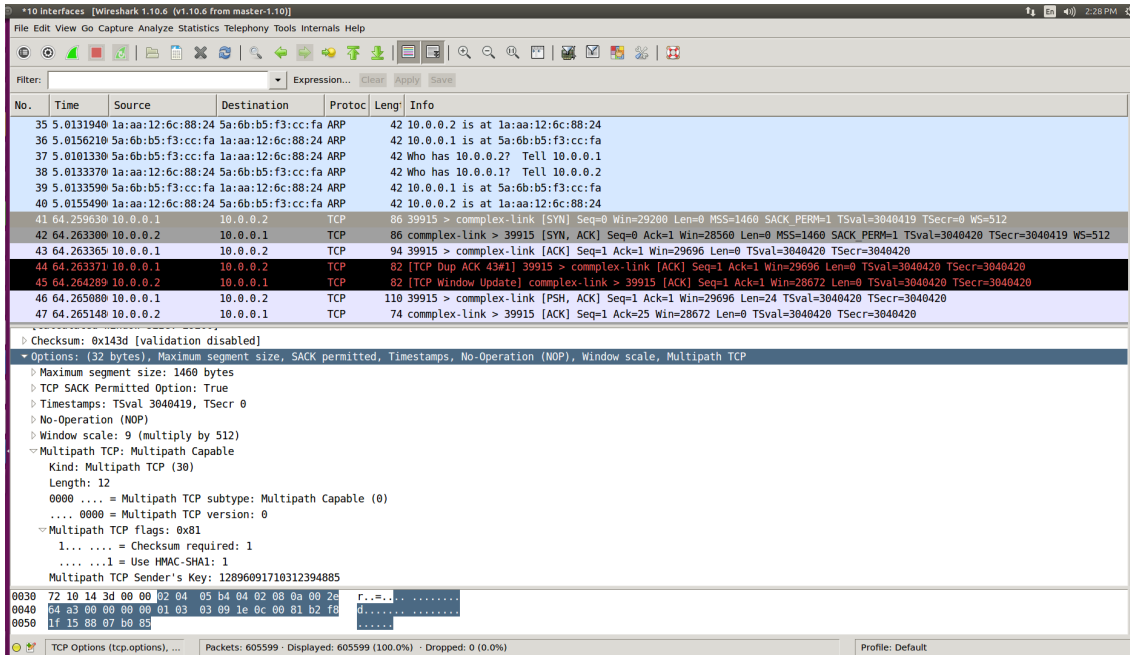 *10 interfaces [Wireshark 1.10.6 (v1.10.6 from master-1.10)]
En 2:28 PM
File Edit View Go Capture Analyze Statistics Telephony Tools Internals Help
Filter: Expression... Clear Apply Save
No. Time Source Destination Protoc Leng Info
35 5.0131940 1a:aa:12:6c:88:24 5a:6b:b5:f3:cc:fa ARP 42 10.0.0.2 is at 1a:aa:12:6c:88:24
36 5.0156210 5a:6b:b5:f3:cc:fa 1a:aa:12:6c:88:24 ARP 42 10.0.0.1 is at 5a:6b:b5:f3:cc:fa
37 5.0101330 5a:6b:b5:f3:cc:fa 1a:aa:12:6c:88:24 ARP 42 Who has 10.0.0.2? Tell 10.0.0.1
38 5.0133770 1a:aa:12:6c:88:24 5a:6b:b5:f3:cc:fa ARP 42 Who has 10.0.0.1? Tell 10.0.0.2
39 5.0133590 5a:6b:b5:f3:cc:fa 1a:aa:12:6c:88:24 ARP 42 10.0.0.1 is at 5a:6b:b5:f3:cc:fa
40 5.0155490 1a:aa:12:6c:88:24 5a:6b:b5:f3:cc:fa ARP 42 10.0.0.2 is at 1a:aa:12:6c:88:24
41 64.259630 10.0.0.1 10.0.0.2 TCP 86 39915 > commplex-link [SYN] Seq=0 Win=29200 Len=0 MSS=1460 SACK_PERM=1 TSval=3040419 TSecr=0 WS=512
42 64.263300 10.0.0.2 10.0.0.1 TCP 86 commplex-link > 39915 [SYN, ACK] Seq=0 Ack=1 Win=28560 Len=0 MSS=1460 SACK_PERM=1 TSval=3040420 TSecr=3040419 WS=512
43 64.263365 10.0.0.1 10.0.0.2 TCP 94 39915 > commplex-link [ACK] Seq=1 Ack=1 Win=29696 Len=0 TSval=3040420 TSecr=3040420
44 64.263371 10.0.0.1 10.0.0.2 TCP 82 [TCP Dup ACK 43#1] 39915 > commplex-link [ACK] Seq=1 Ack=1 Win=29696 Len=0 TSval=3040420 TSecr=3040420
45 64.264289 10.0.0.2 10.0.0.1 TCP 82 [TCP Window Update] commplex-link > 39915 [ACK] Seq=1 Ack=1 Win=28672 Len=0 TSval=3040420 TSecr=3040420
46 64.265080 10.0.0.1 10.0.0.2 TCP 110 39915 > commplex-link [PSH, ACK] Seq=1 Ack=1 Win=29696 Len=24 TSval=3040420 TSecr=3040420
47 64.265148 10.0.0.2 10.0.0.1 TCP 74 commplex-link > 39915 [ACK] Seq=1 Ack=25 Win=28672 Len=0 TSval=3040420 TSecr=3040420
Checksum: 0x143d [validation disabled]
Options: (32 bytes), Maximum segment size, SACK permitted, Timestamps, No-Operation (NOP), Window scale, Multipath TCP
Maximum segment size: 1460 bytes
TCP SACK Permitted Option: True
Timestamps: TSval 3040419, TSecr 0
No-Operation (NOP)
Window scale: 9 (multiply by 512)
Multipath TCP: Multipath Capable
Kind: Multipath TCP (30)
Length: 12
0000 .... = Multipath TCP subtype: Multipath Capable (0)
.... 0000 = Multipath TCP version: 0
Multipath TCP flags: 0x81
1... .... = Checksum required: 1
.... ...1 = Use HMAC-SHA1: 1
Multipath TCP Sender's Key: 12896091710312394885
0030 72 10 14 3d 00 00 02 04 05 b4 04 02 08 0a 00 2e r..=.. .. ........
0040 64 a3 00 00 00 00 01 03 03 09 1e 0c 00 81 b2 f8 d....... ........
0050 1f 15 88 07 b0 85 ......
TCP Options (tcp.options), ... Packets: 605599 · Displayed: 605599 (100.0%) · Dropped: 0 (0.0%) Profile: Default